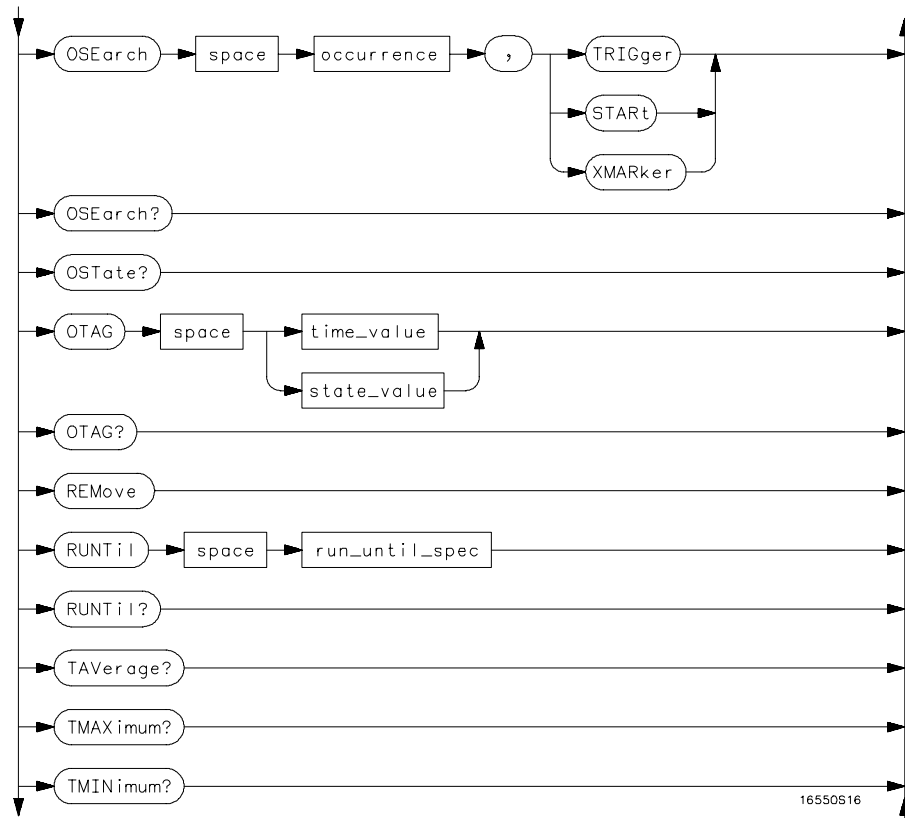 OSEarch space occurrence , TRIGger
STARt
XMARker
OSEarch?
OSTate?
OTAG space time_value
state_value
OTAG?
REMove
RUNTil space run_until_spec
RUNTil?
TAVerage?
TMAXimum?
TMINimum?
16550S16